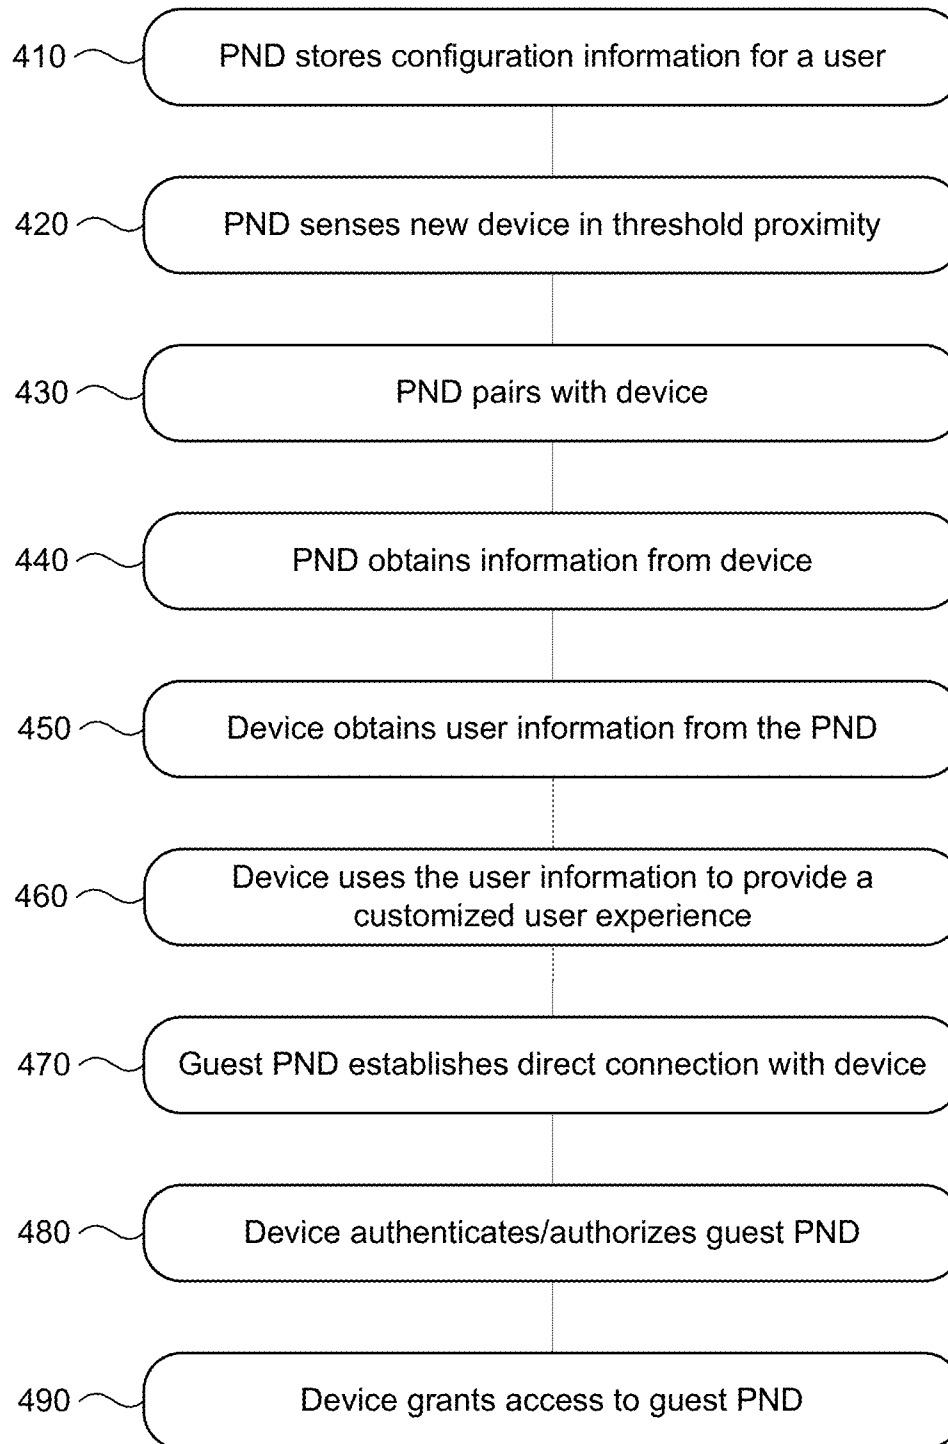 410 PND stores configuration information for a user
420 PND senses new device in threshold proximity
430 PND pairs with device
440 PND obtains information from device
450 Device obtains user information from the PND
460 Device uses the user information to provide a
customized user experience
470 Guest PND establishes direct connection with device
480 Device authenticates/authorizes guest PND
490 Device grants access to guest PND